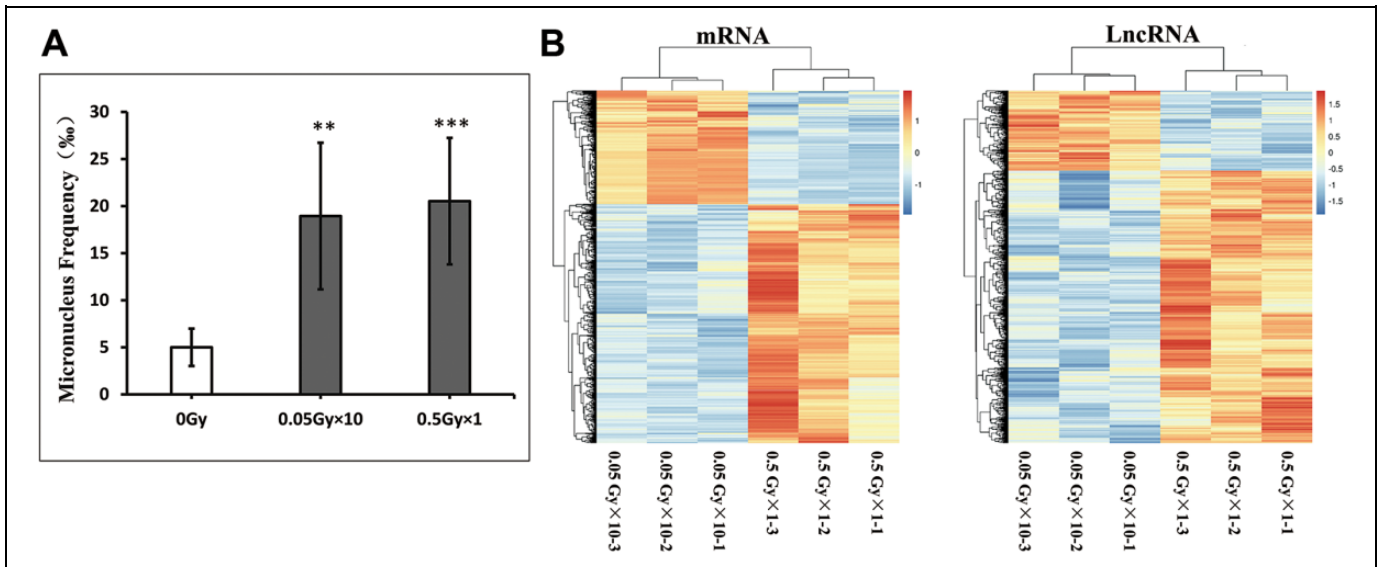 A
Micronucleus Frequency（‰）
30
25
20
15
10
5
0
**
***
0Gy
0.05Gy×10
0.5Gy×1
B
mRNA
1
0
-1
0.05 Gy×10-3
0.05 Gy×10-2
0.05 Gy×10-1
0.5 Gy×1-3
0.5 Gy×1-2
0.5 Gy×1-1
LncRNA
1.5
1
0.5
0
-0.5
-1
-1.5
0.05 Gy×10-3
0.05 Gy×10-2
0.05 Gy×10-1
0.5 Gy×1-3
0.5 Gy×1-2
0.5 Gy×1-1